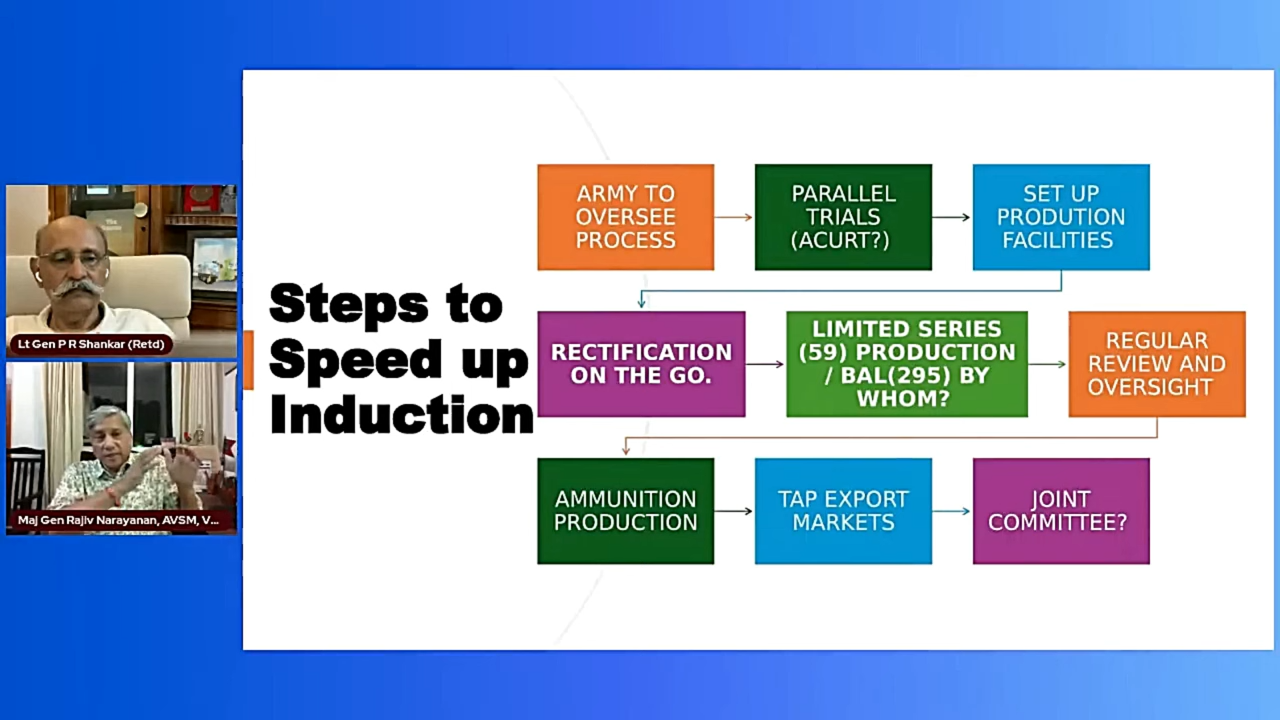 Steps to
Speed up
Induction
ARMY TO
OVERSEE
PROCESS
PARALLEL
TRIALS
(ACURT?)
SET UP
PRODUTION
FACILITIES
RECTIFICATION
ON THE GO.
LIMITED SERIES
(59) PRODUCTION
/ BAL(295) BY
WHOM?
REGULAR
REVIEW AND
OVERSIGHT
AMMUNITION
PRODUCTION
TAP EXPORT
MARKETS
JOINT
COMMITTEE?
Lt Gen P R Shankar (Retd)
Maj Gen Rajiv Narayanan, AVSM, V...